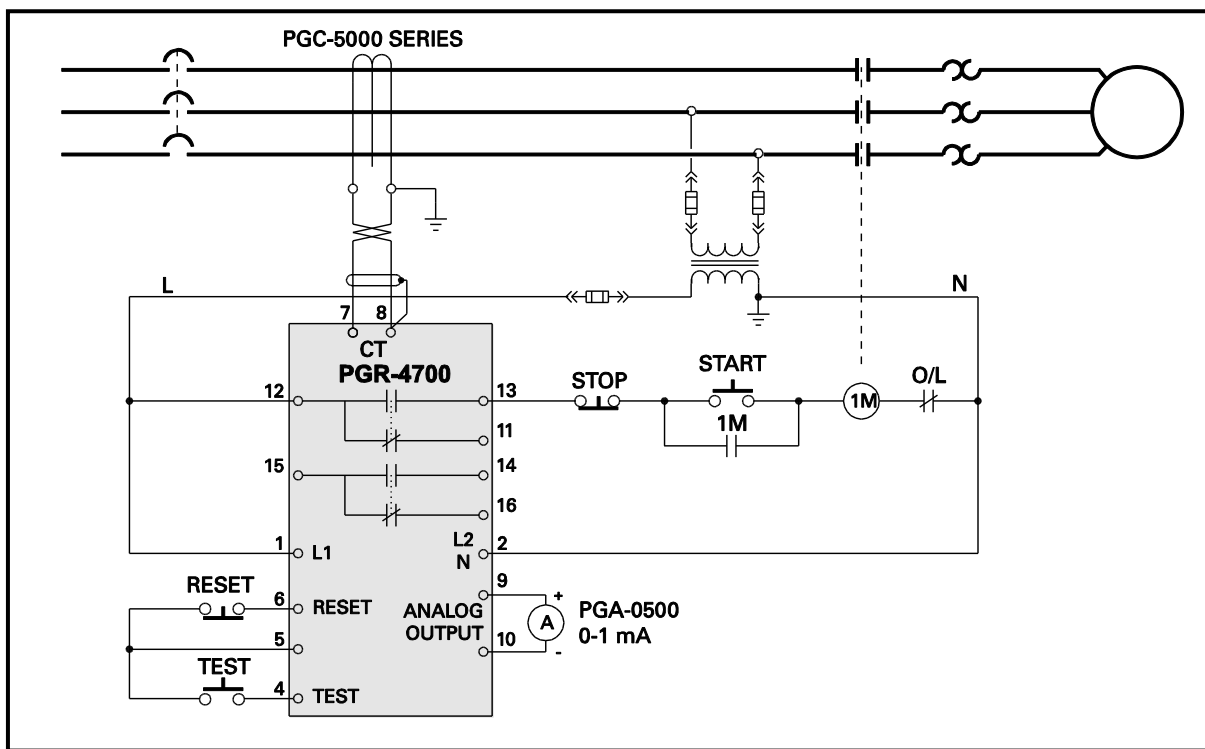 PGC-5000 SERIES
L
N
7
8
CT
PGR-4700
12
13
STOP
START
1M
O/L
1M
11
15
14
16
1
L1
L2
N
2
RESET
6
RESET
9
ANALOG
OUTPUT
+
A
-
PGA-0500
0-1 mA
5
10
TEST
4
TEST